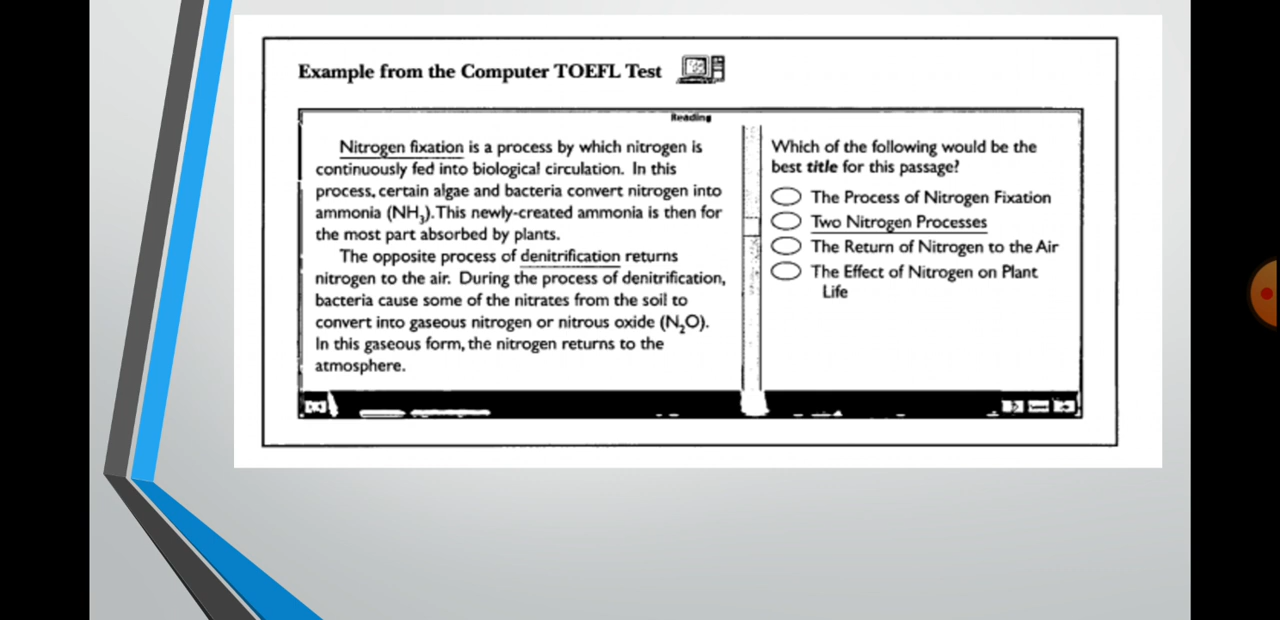 Example from the Computer TOEFL Test
Reading
Nitrogen fixation is a process by which nitrogen is
continuously fed into biological circulation. In this
process, certain algae and bacteria convert nitrogen into
ammonia (NH₃). This newly-created ammonia is then for
the most part absorbed by plants.
The opposite process of denitrification returns
nitrogen to the air. During the process of denitrification,
bacteria cause some of the nitrates from the soil to
convert into gaseous nitrogen or nitrous oxide (N₂O).
In this gaseous form, the nitrogen returns to the
atmosphere.
Which of the following would be the
best title for this passage?
The Process of Nitrogen Fixation
Two Nitrogen Processes
The Return of Nitrogen to the Air
The Effect of Nitrogen on Plant
Life